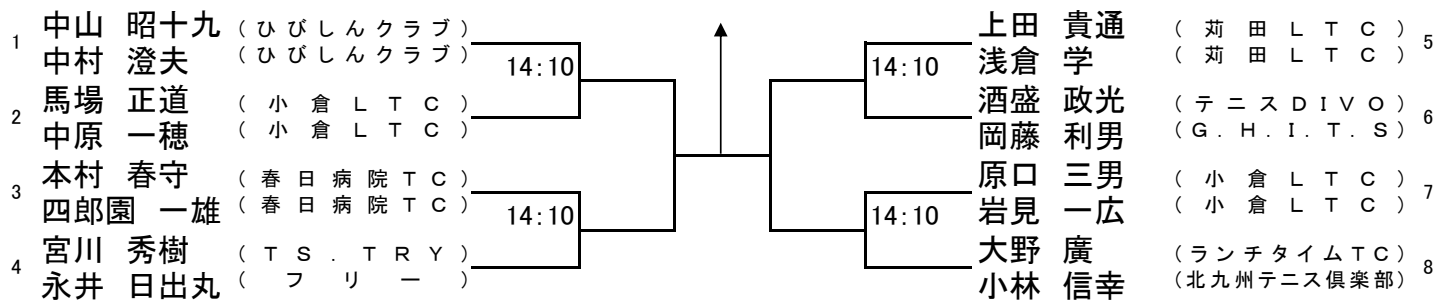 1
中山 昭十九 (ひびしんクラブ)
中村 澄夫 (ひびしんクラブ)
14:10
2
馬場 正道 (小倉LTC)
中原 一穂 (小倉LTC)
3
本村 春守 (春日病院TC)
四郎園 一雄 (春日病院TC)
14:10
4
宮川 秀樹 (TS.TRY)
永井 日出丸 (フリー)
上田 貴通 (苅田LTC)
浅倉 学 (苅田LTC)
5
14:10
酒盛 政光 (テニスDIVO)
岡藤 利男 (G.H.I.T.S)
6
原口 三男 (小倉LTC)
岩見 一広 (小倉LTC)
7
14:10
大野 廣 (ランチタイムTC)
小林 信幸 (北九州テニス倶楽部)
8